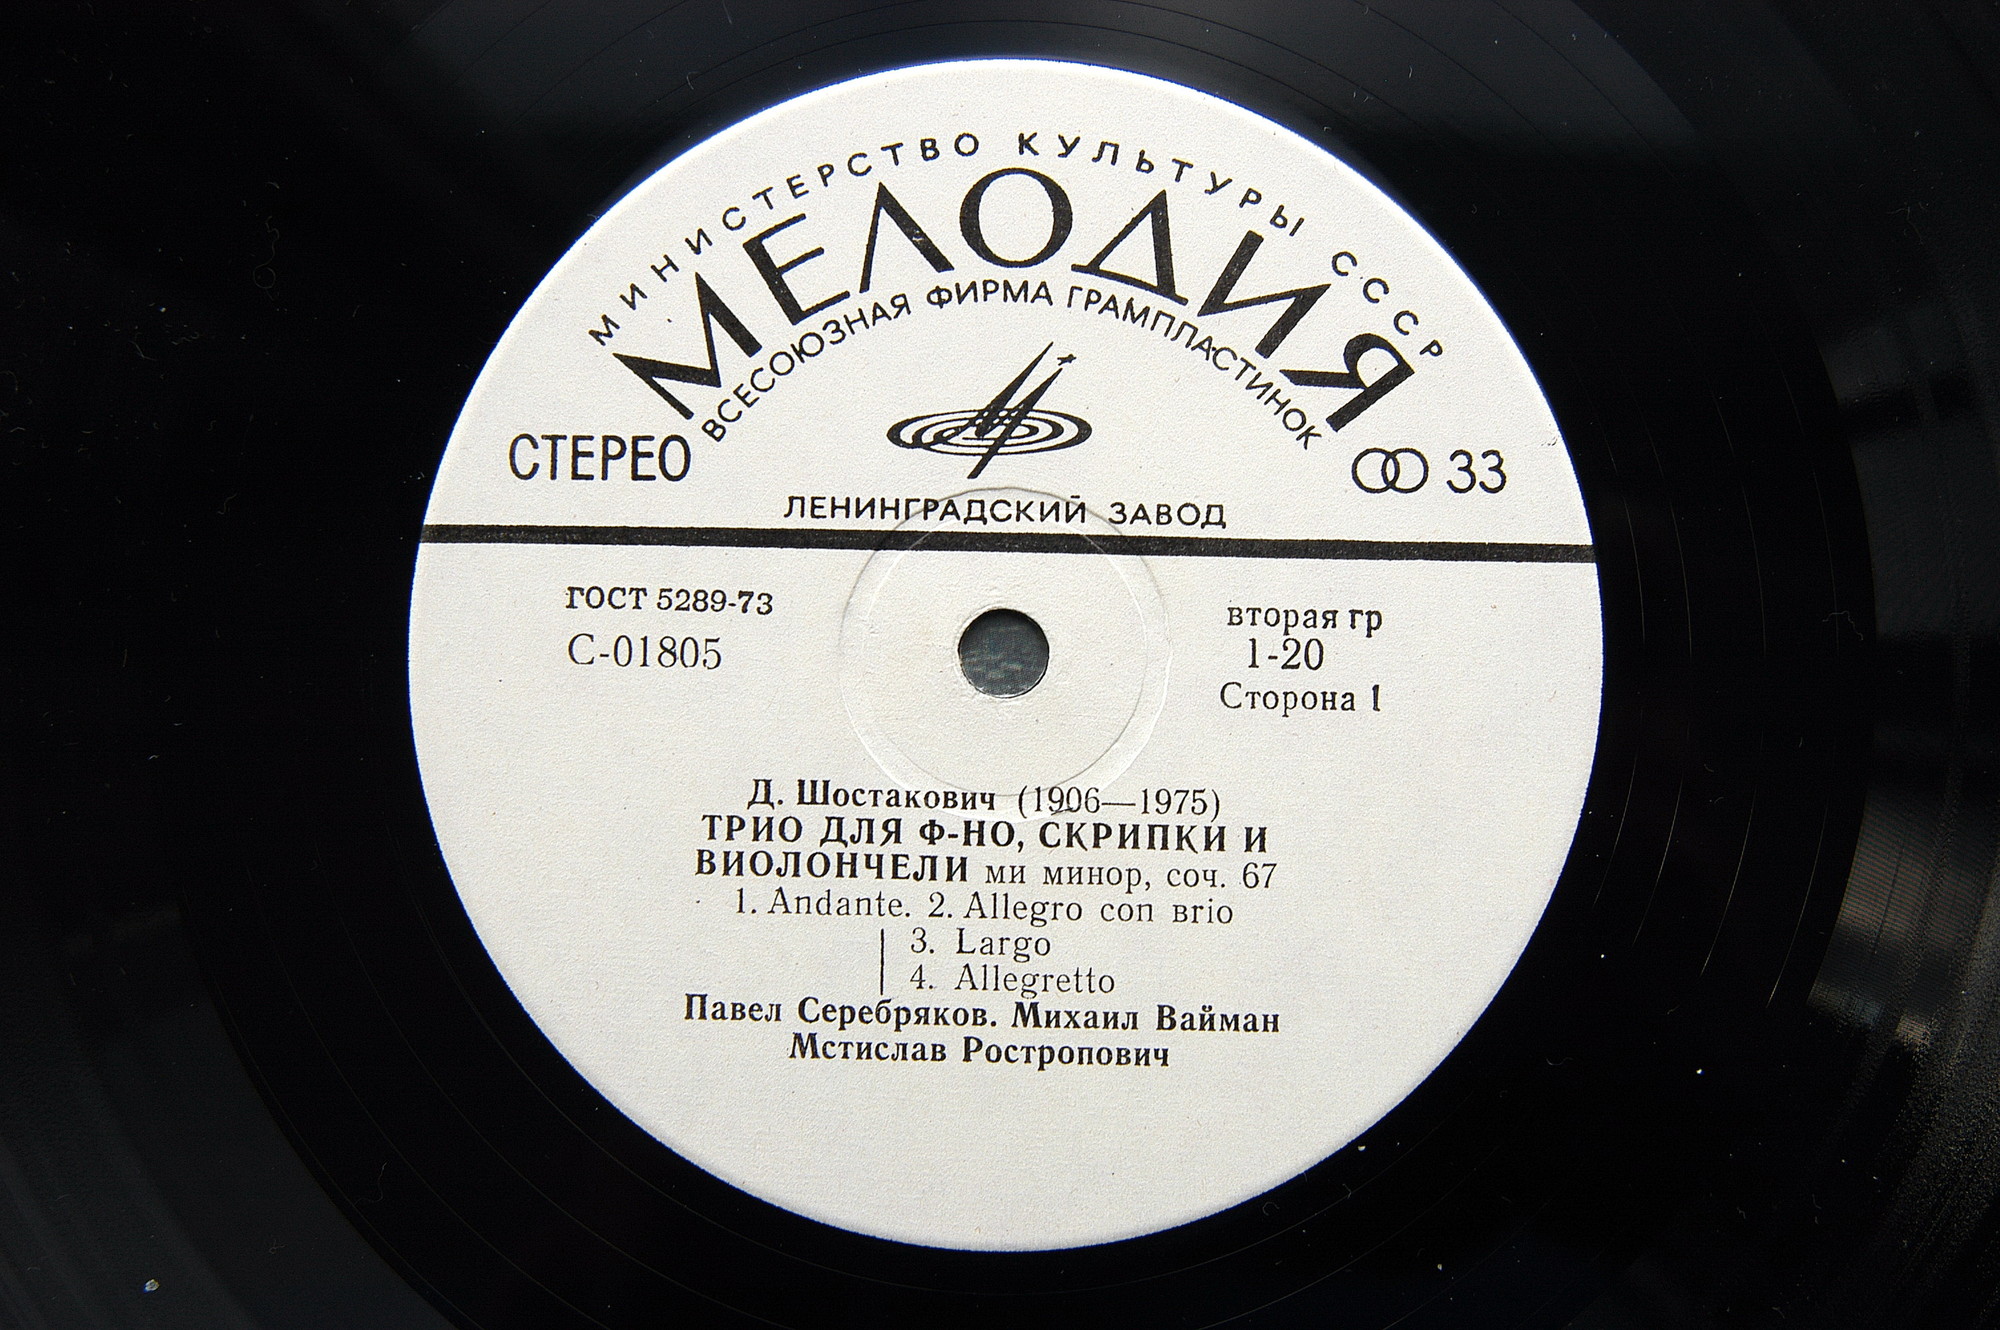 МИНИСТЕРСТВО КУЛЬТУРЫ СССР
МЕЛОДИЯ
ВСЕСОЮЗНАЯ ФИРМА ГРАМПЛАСТИНОК
СТЕРЕО
33
ЛЕНИНГРАДСКИЙ ЗАВОД
ГОСТ 5289-73
С-01805
вторая гр
1-20
Сторона 1
Д. Шостакович (1906—1975)
ТРИО ДЛЯ Ф-НО, СКРИПКИ И
ВИОЛОНЧЕЛИ ми минор, соч. 67
1. Andante. 2. Allegro con вrio
3. Largo
4. Allegretto
Павел Серебряков. Михаил Вайман
Мстислав Ростропович